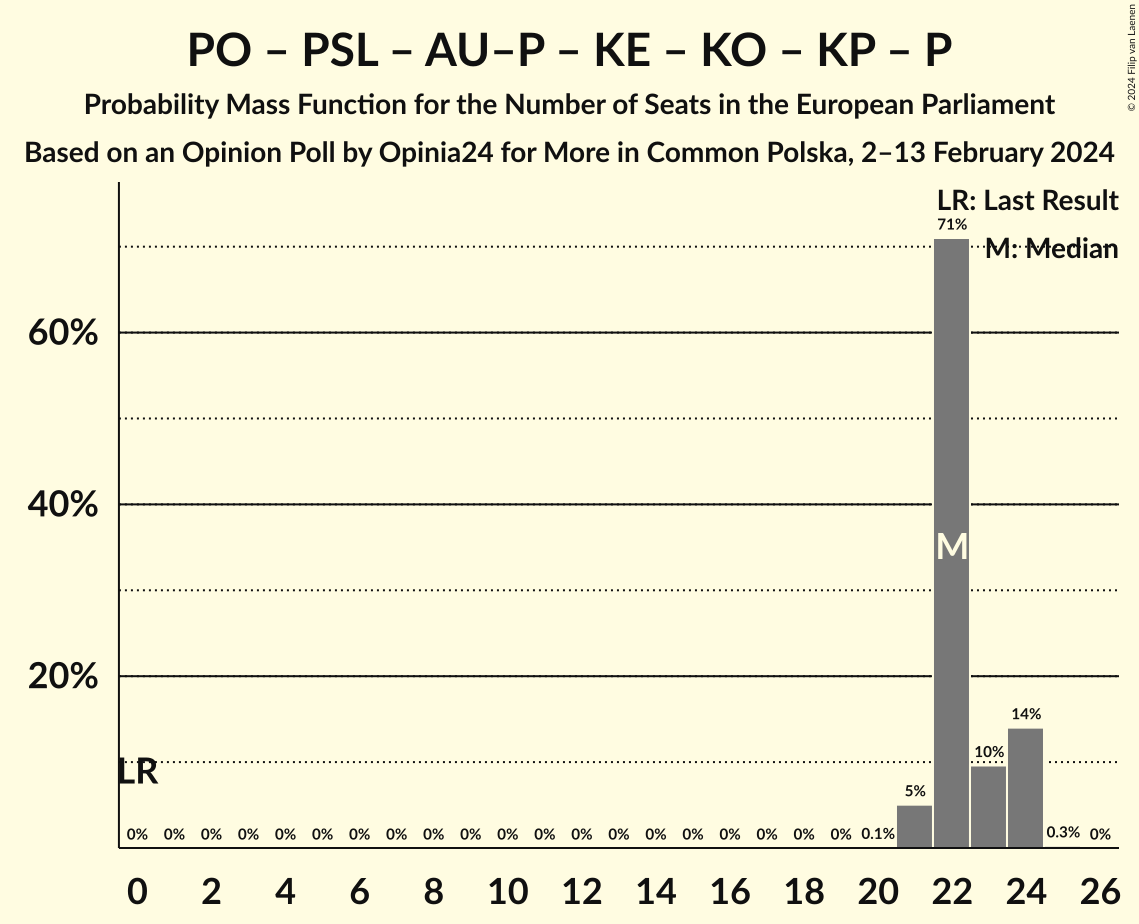 PO – PSL – AU–P – KE – KO – KP – P
Probability Mass Function for the Number of Seats in the European Parliament
Based on an Opinion Poll by Opinia24 for More in Common Polska, 2–13 February 2024
© 2024 Filip van Laenen
LR: Last Result
M: Median
71%
60%
40%
M
20%
14%
10%
LR
5%
0% 0% 0% 0% 0% 0% 0% 0% 0% 0% 0% 0% 0% 0% 0% 0% 0% 0% 0% 0% 0.1% 0.3% 0%
0 2 4 6 8 10 12 14 16 18 20 22 24 26